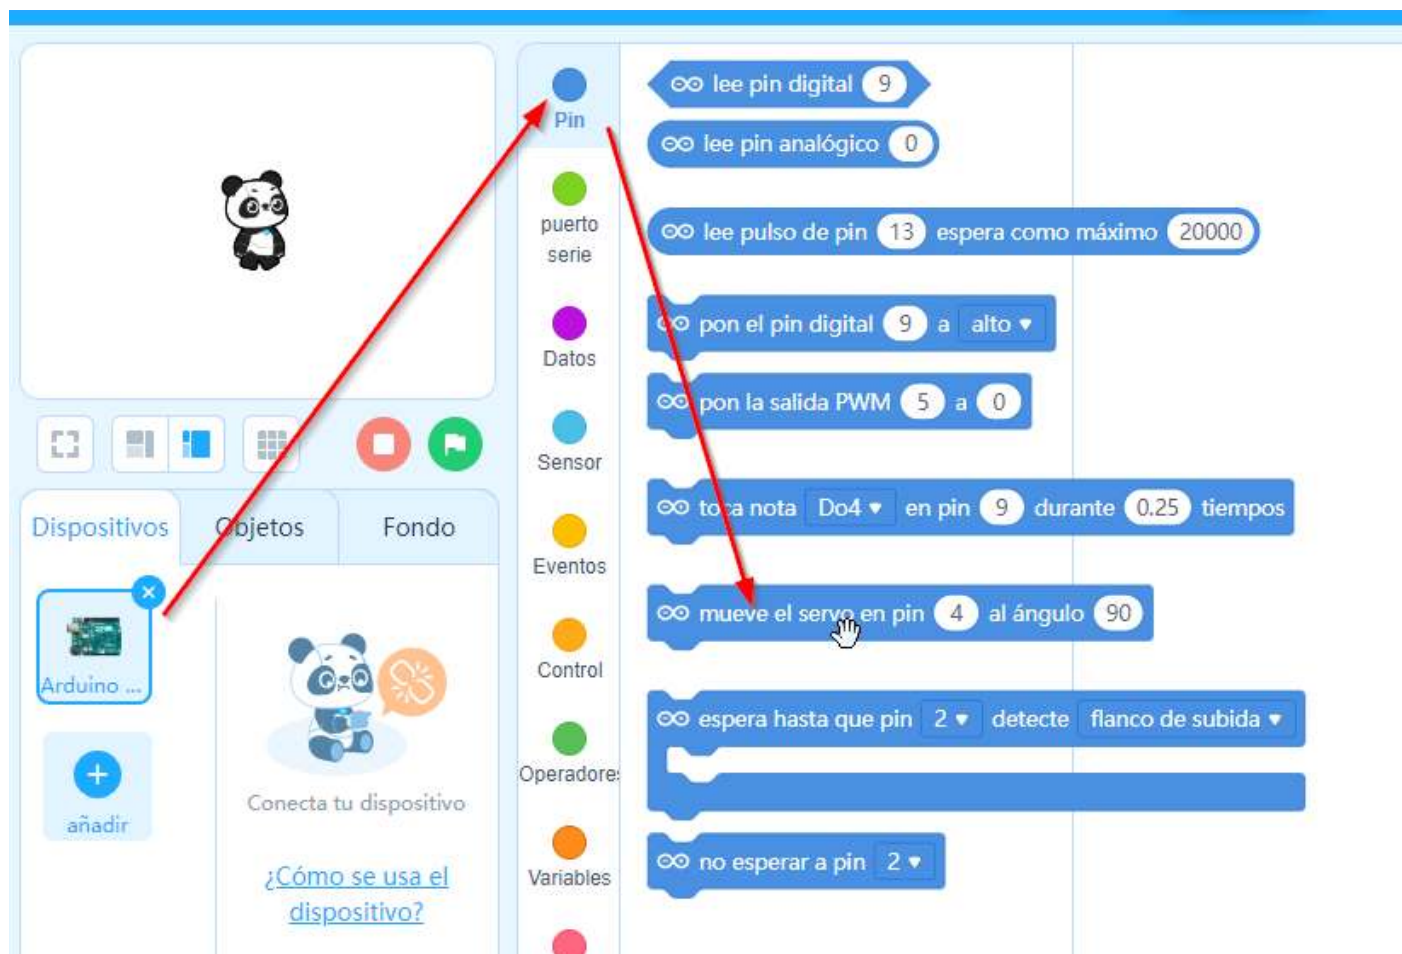 lee pin digital 9
Pin
lee pin analógico 0
puerto
serie
lee pulso de pin 13 espera como máximo 20000
pon el pin digital 9 a alto
Datos
pon la salida PWM 5 a 0
Sensor
toca nota Do4 en pin 9 durante 0.25 tiempos
Dispositivos
Objetos
Fondo
Eventos
mueve el servo en pin 4 al ángulo 90
Control
Arduino ...
espera hasta que pin 2 detecte flanco de subida
Operadores
Conecta tu dispositivo
añadir
no esperar a pin 2
¿Cómo se usa el
dispositivo?
Variables